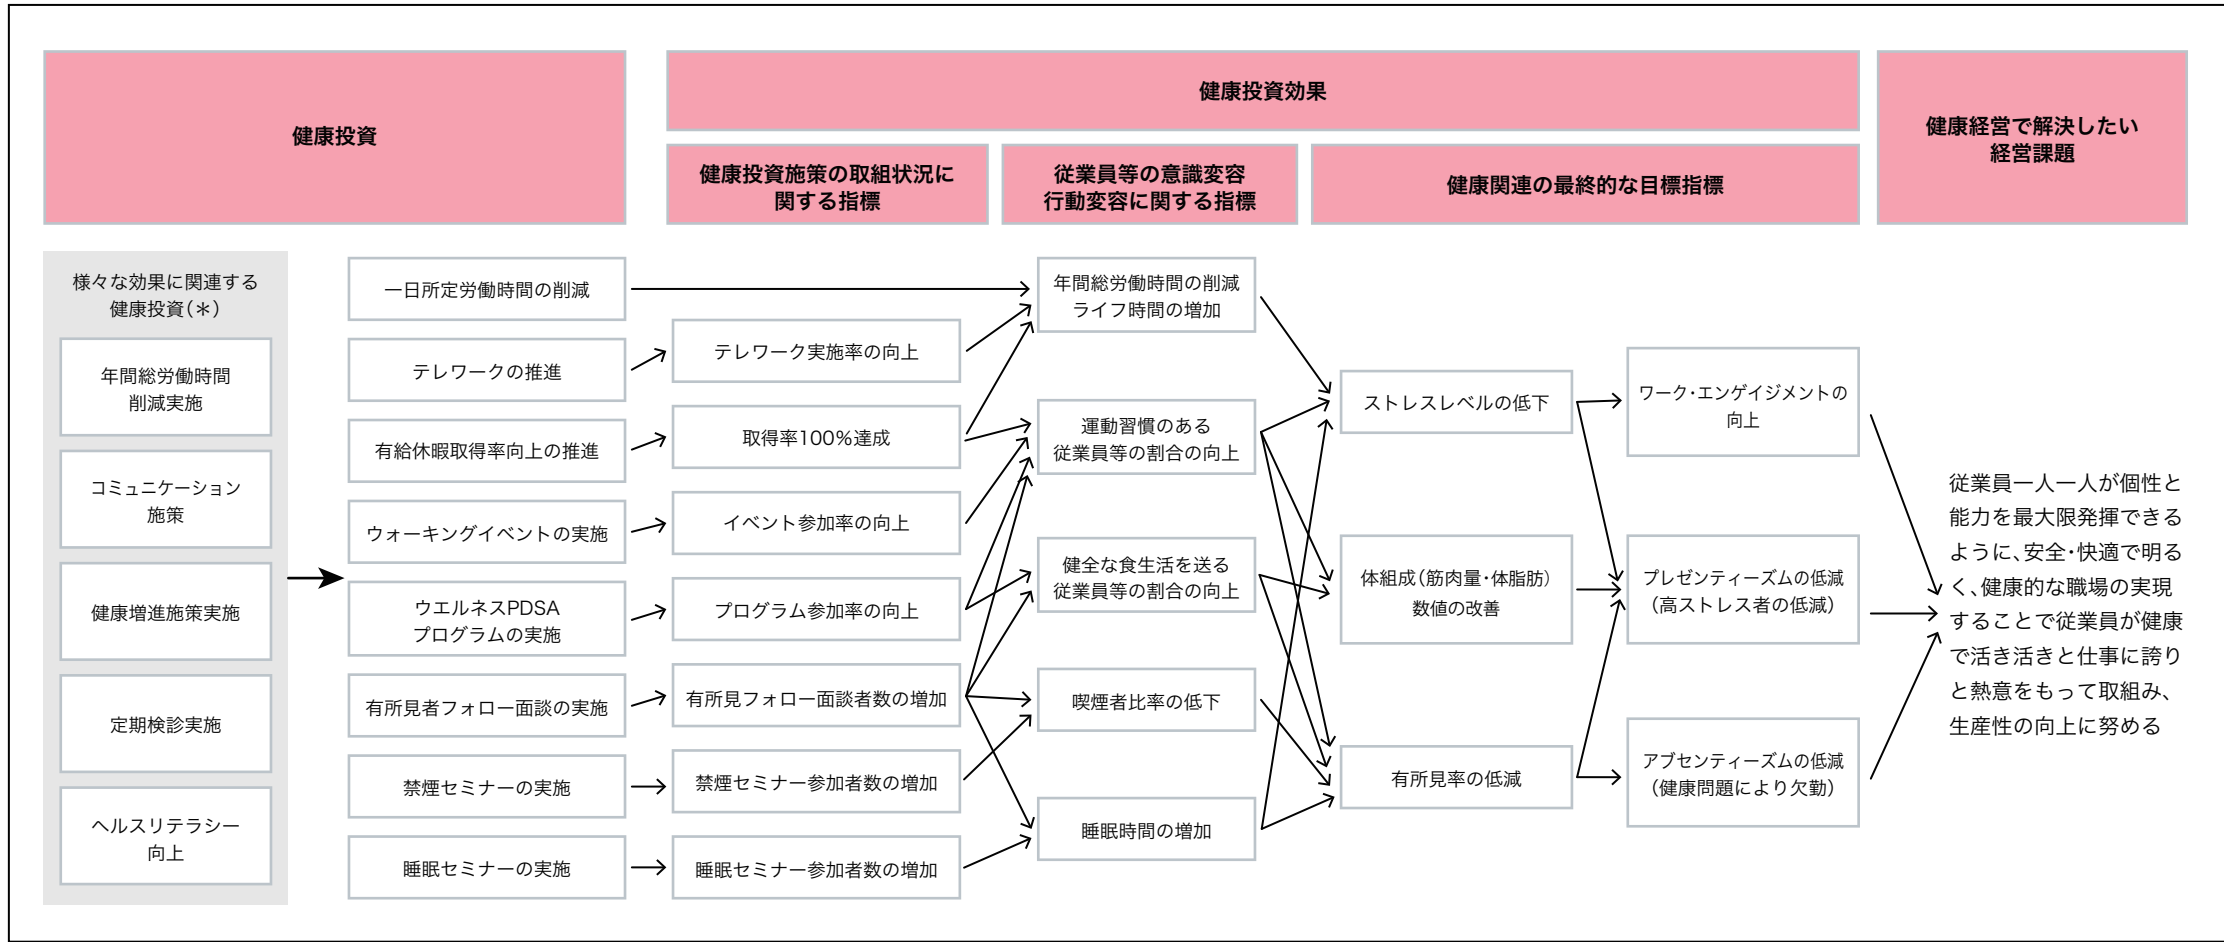 健康投資
健康投資効果
健康経営で解決したい
経営課題
健康投資施策の取組状況に
関する指標
従業員等の意識変容
行動変容に関する指標
健康関連の最終的な目標指標
様々な効果に関連する
健康投資(＊)
年間総労働時間
削減実施
コミュニケーション
施策
健康増進施策実施
定期検診実施
ヘルスリテラシー
向上
一日所定労働時間の削減
テレワークの推進
有給休暇取得率向上の推進
ウォーキングイベントの実施
ウエルネスPDSA
プログラムの実施
有所見者フォロー面談の実施
禁煙セミナーの実施
睡眠セミナーの実施
テレワーク実施率の向上
取得率100%達成
イベント参加率の向上
プログラム参加率の向上
有所見フォロー面談者数の増加
禁煙セミナー参加者数の増加
睡眠セミナー参加者数の増加
年間総労働時間の削減
ライフ時間の増加
運動習慣のある
従業員等の割合の向上
健全な食生活を送る
従業員等の割合の向上
喫煙者比率の低下
睡眠時間の増加
ストレスレベルの低下
体組成(筋肉量・体脂肪)
数値の改善
有所見率の低減
ワーク・エンゲイジメントの
向上
プレゼンティーズムの低減
(高ストレス者の低減)
アブセンティーズムの低減
(健康問題により欠勤)
従業員一人一人が個性と
能力を最大限発揮できる
ように、安全・快適で明る
く、健康的な職場の実現
することで従業員が健康
で活き活きと仕事に誇り
と熱意をもって取組み、
生産性の向上に努める